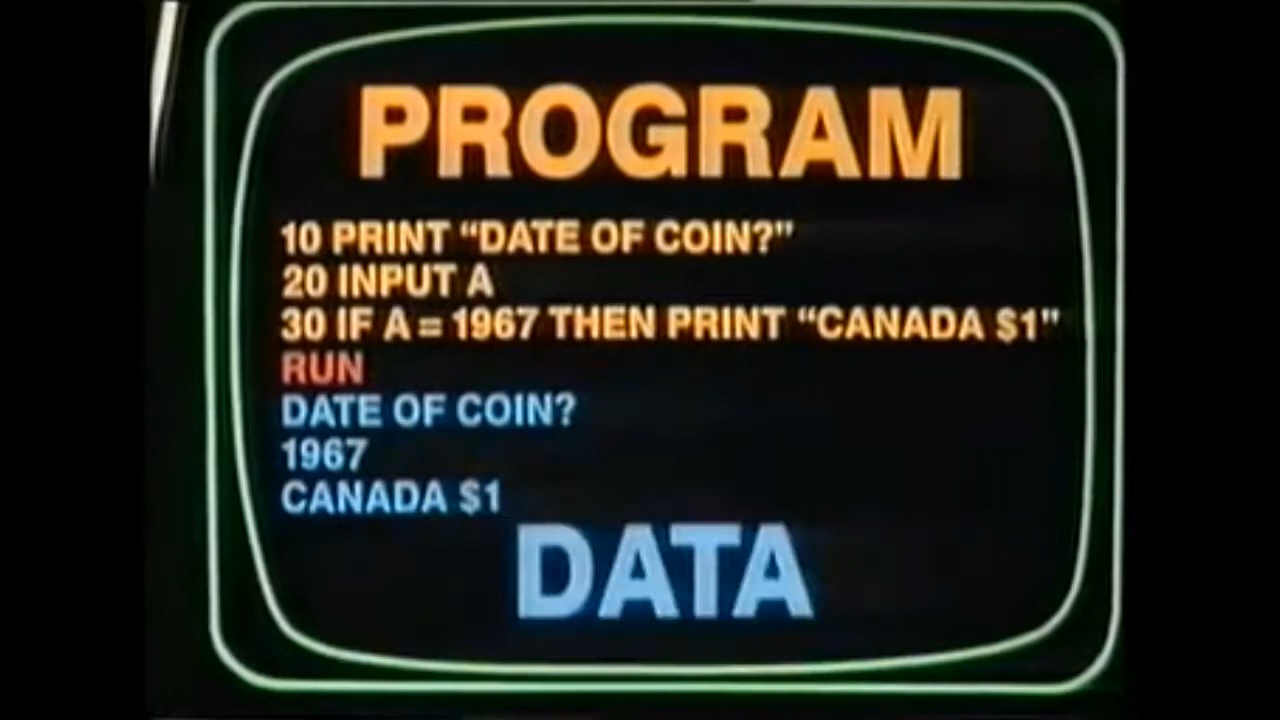 PROGRAM
10 PRINT “DATE OF COIN?”
20 INPUT A
30 IF A = 1967 THEN PRINT “CANADA $1”
RUN
DATE OF COIN?
1967
CANADA $1
DATA